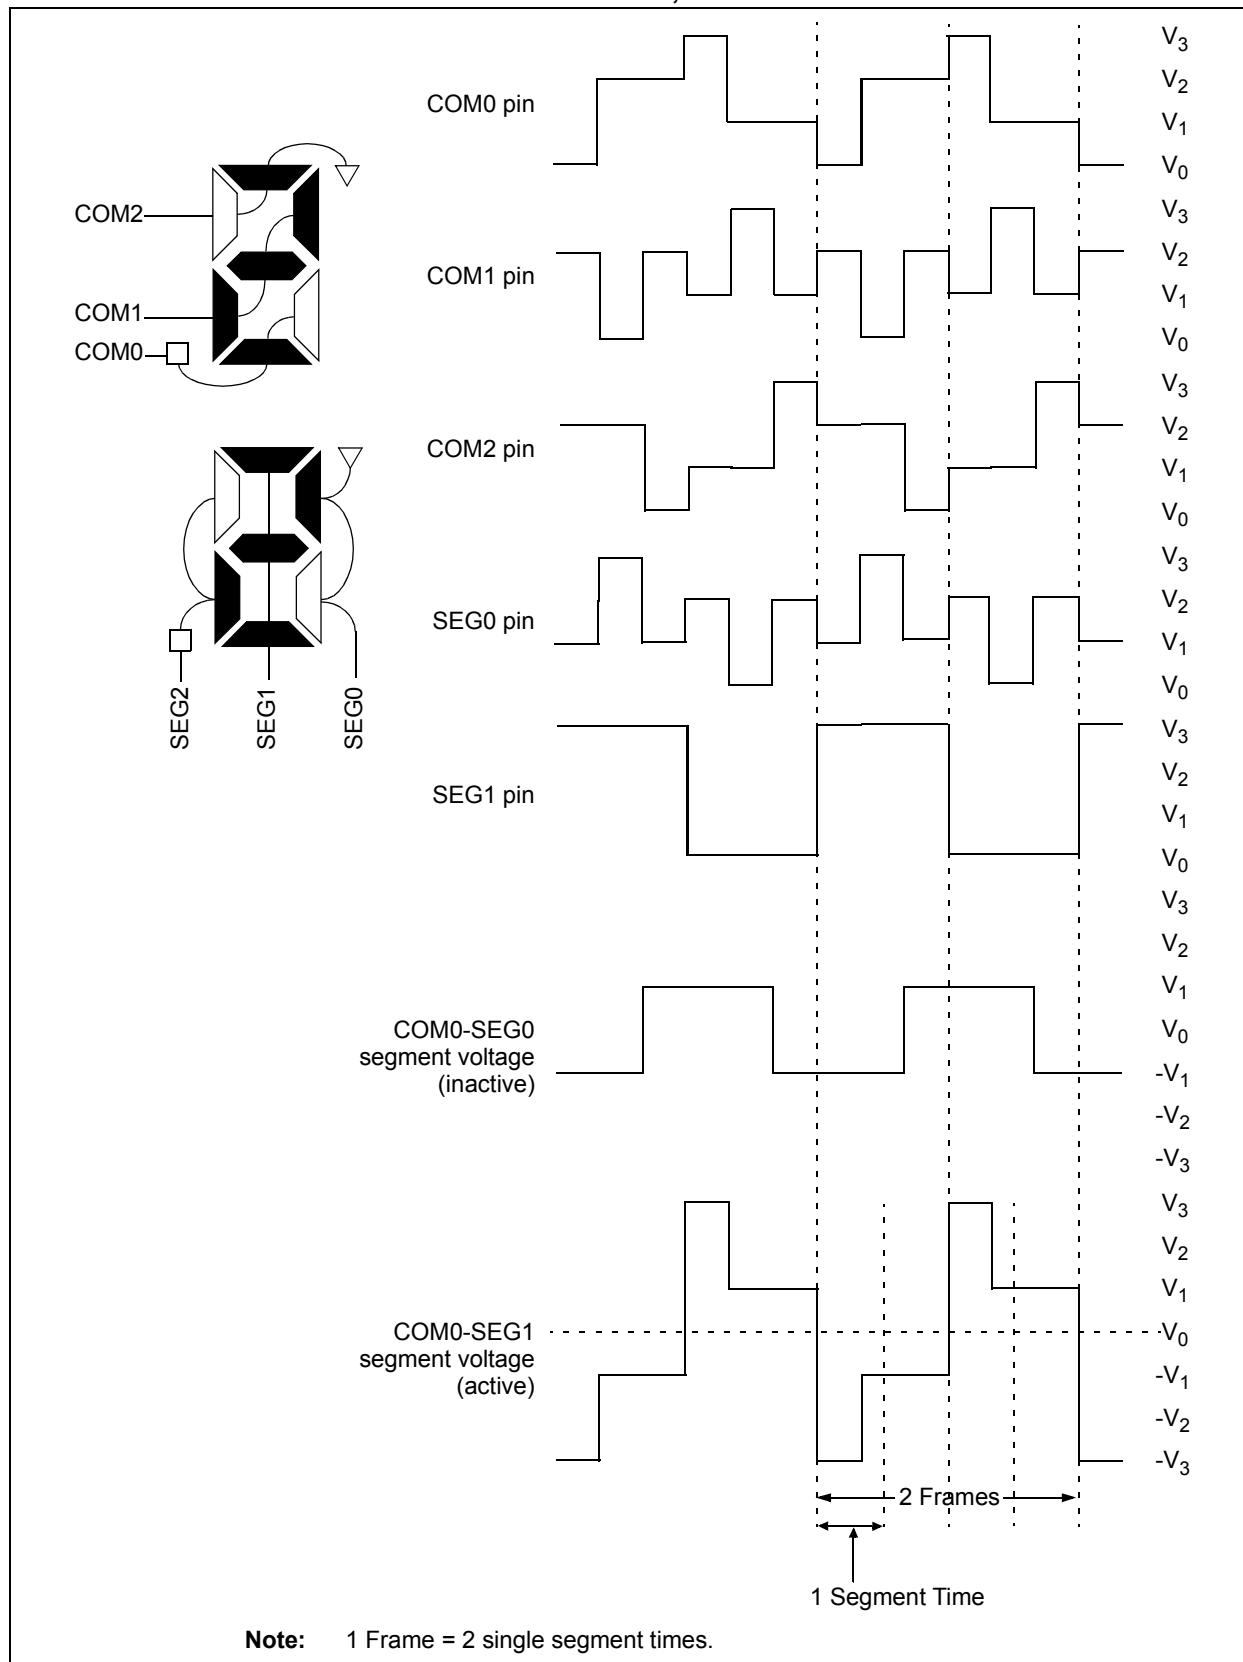 COM2
COM1
COM0
SEG2
SEG1
SEG0
COM0 pin
V3
V2
V1
V0
COM1 pin
V3
V2
V1
V0
COM2 pin
V3
V2
V1
V0
SEG0 pin
V3
V2
V1
V0
SEG1 pin
V3
V2
V1
V0
COM0-SEG0
segment voltage
(inactive)
V3
V2
V1
V0
-V1
-V2
-V3
COM0-SEG1
segment voltage
(active)
V3
V2
V1
V0
-V1
-V2
-V3
2 Frames
1 Segment Time
Note: 1 Frame = 2 single segment times.